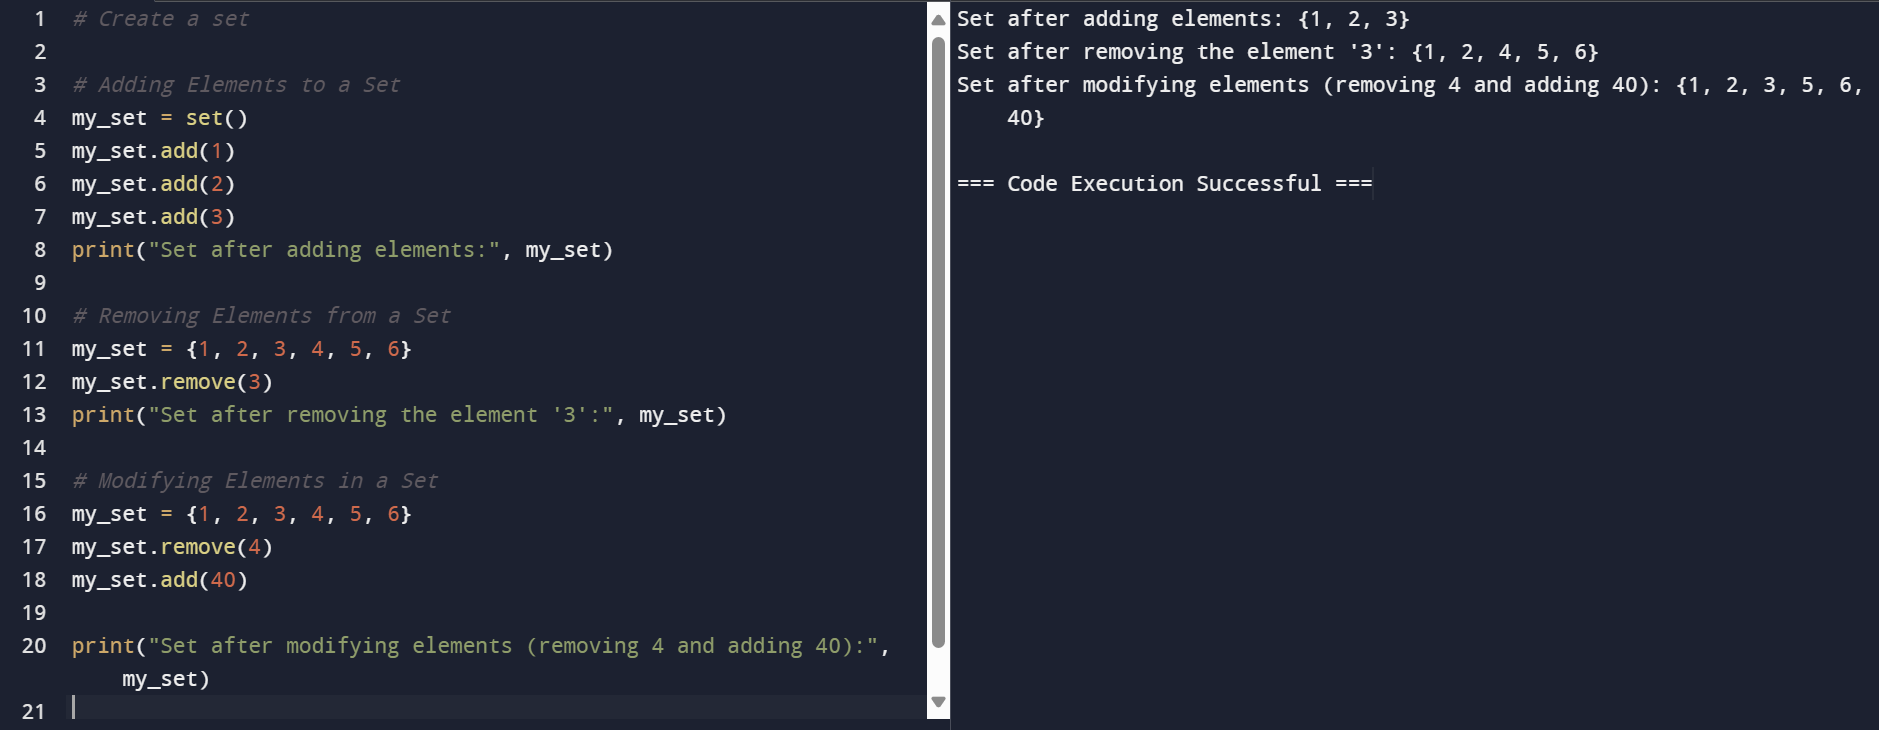 1 # Create a set
2
3 # Adding Elements to a Set
4 my_set = set()
5 my_set.add(1)
6 my_set.add(2)
7 my_set.add(3)
8 print("Set after adding elements:", my_set)
9
10 # Removing Elements from a Set
11 my_set = {1, 2, 3, 4, 5, 6}
12 my_set.remove(3)
13 print("Set after removing the element '3':", my_set)
14
15 # Modifying Elements in a Set
16 my_set = {1, 2, 3, 4, 5, 6}
17 my_set.remove(4)
18 my_set.add(40)
19
20 print("Set after modifying elements (removing 4 and adding 40):",
my_set)
21
Set after adding elements: {1, 2, 3}
Set after removing the element '3': {1, 2, 4, 5, 6}
Set after modifying elements (removing 4 and adding 40): {1, 2, 3, 5, 6,
40}
=== Code Execution Successful ===